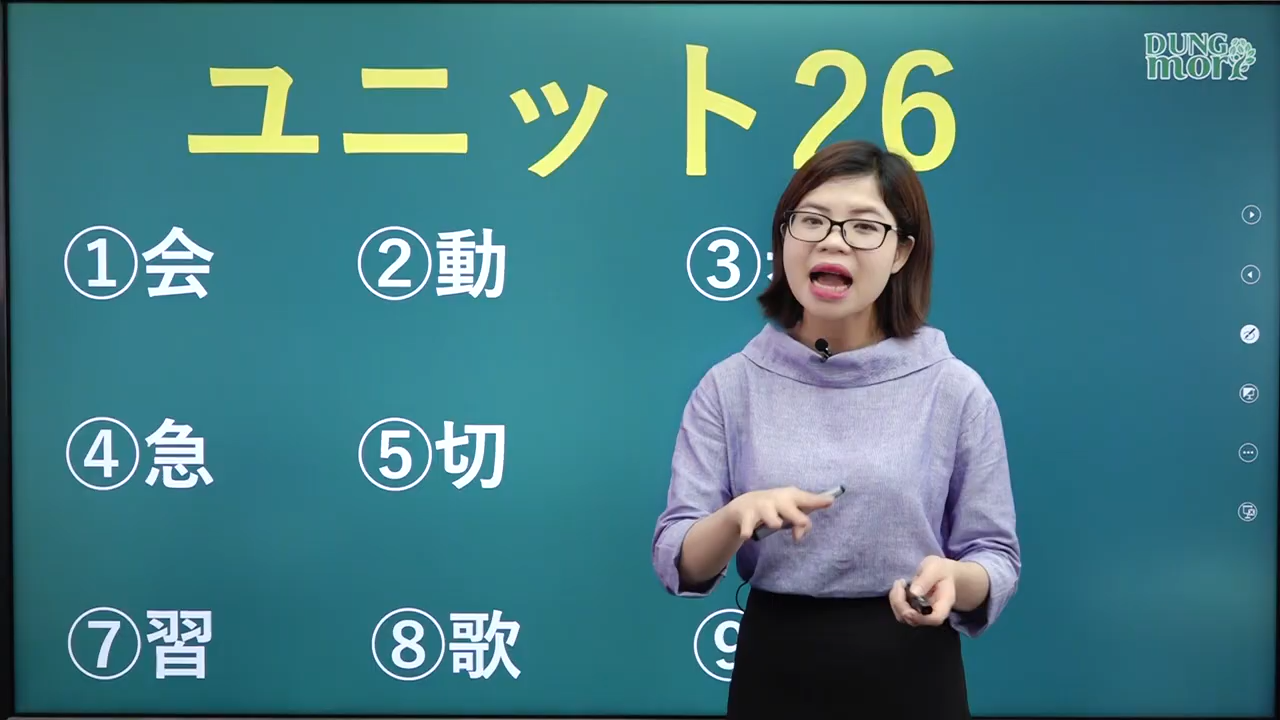 ユニット26
DUNG
mori
①会 ②動 ③
④急 ⑤切
⑦習 ⑧歌 ⑨